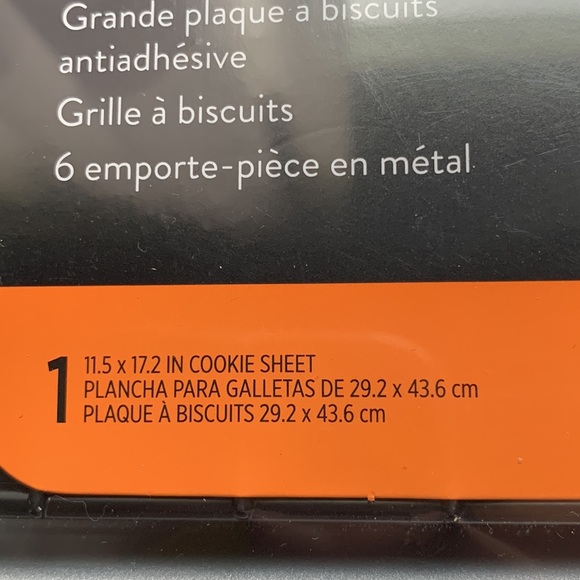 Grande plaque à biscuits
antiadhésive
Grille à biscuits
6 emporte-pièce en métal
1
11.5 x 17.2 IN COOKIE SHEET
PLANCHA PARA GALLETAS DE 29.2 x 43.6 cm
PLAQUE À BISCUITS 29.2 x 43.6 cm